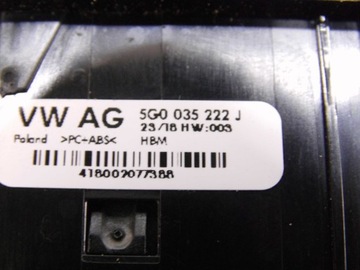 VW AG 5G0 035 222 J
23/18 HW:003
Poland >PC+ABS< HBM
418002077388